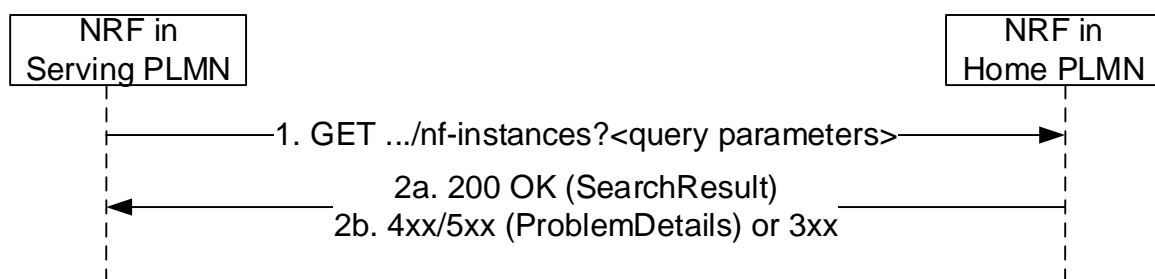 NRF in
Serving PLMN
NRF in
Home PLMN
1. GET .../nf-instances?<query parameters>
2a. 200 OK (SearchResult)
2b. 4xx/5xx (ProblemDetails) or 3xx